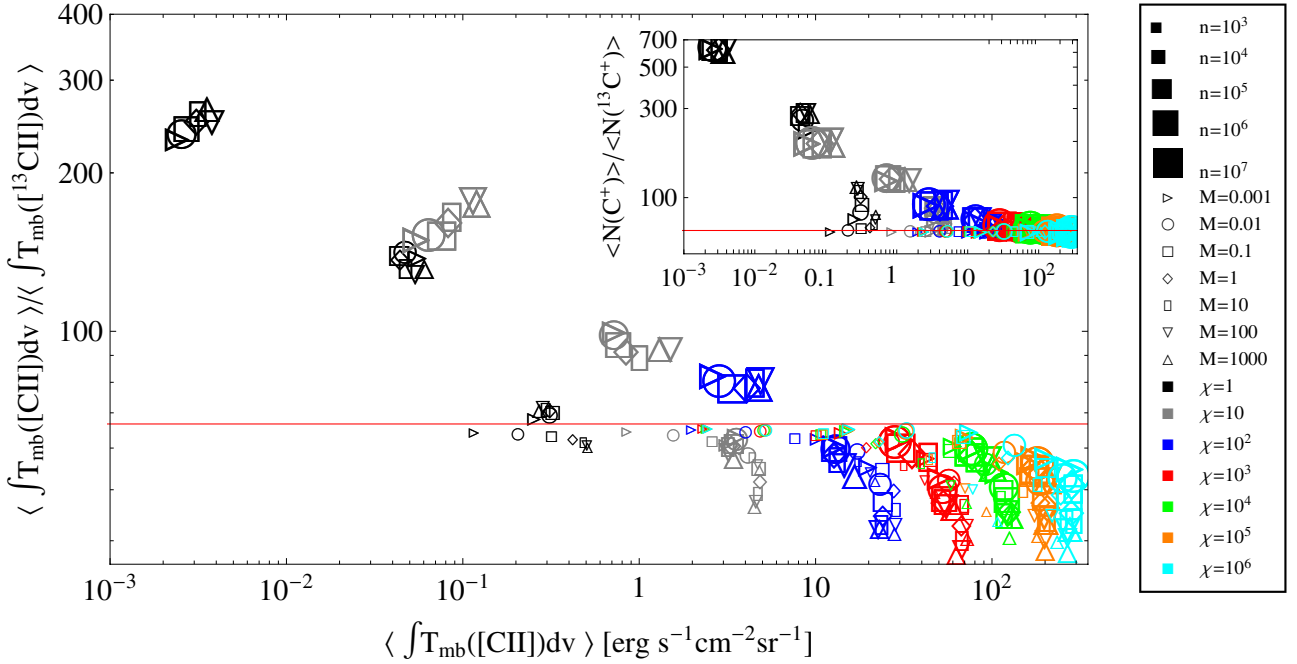 ⟨ ∫T_mb([CII])dv ⟩/⟨ ∫T_mb([¹³CII])dv ⟩
400
300
200
100
10⁻³
10⁻²
10⁻¹
1
10
10²
⟨ ∫T_mb([CII])dv ⟩ [erg s⁻¹cm⁻²sr⁻¹]
<N(C⁺)>/<N(¹³C⁺)>
700
500
300
100
10⁻³
10⁻²
0.1
1
10
10²
n=10³
n=10⁴
n=10⁵
n=10⁶
n=10⁷
M=0.001
M=0.01
M=0.1
M=1
M=10
M=100
M=1000
χ=1
χ=10
χ=10²
χ=10³
χ=10⁴
χ=10⁵
χ=10⁶